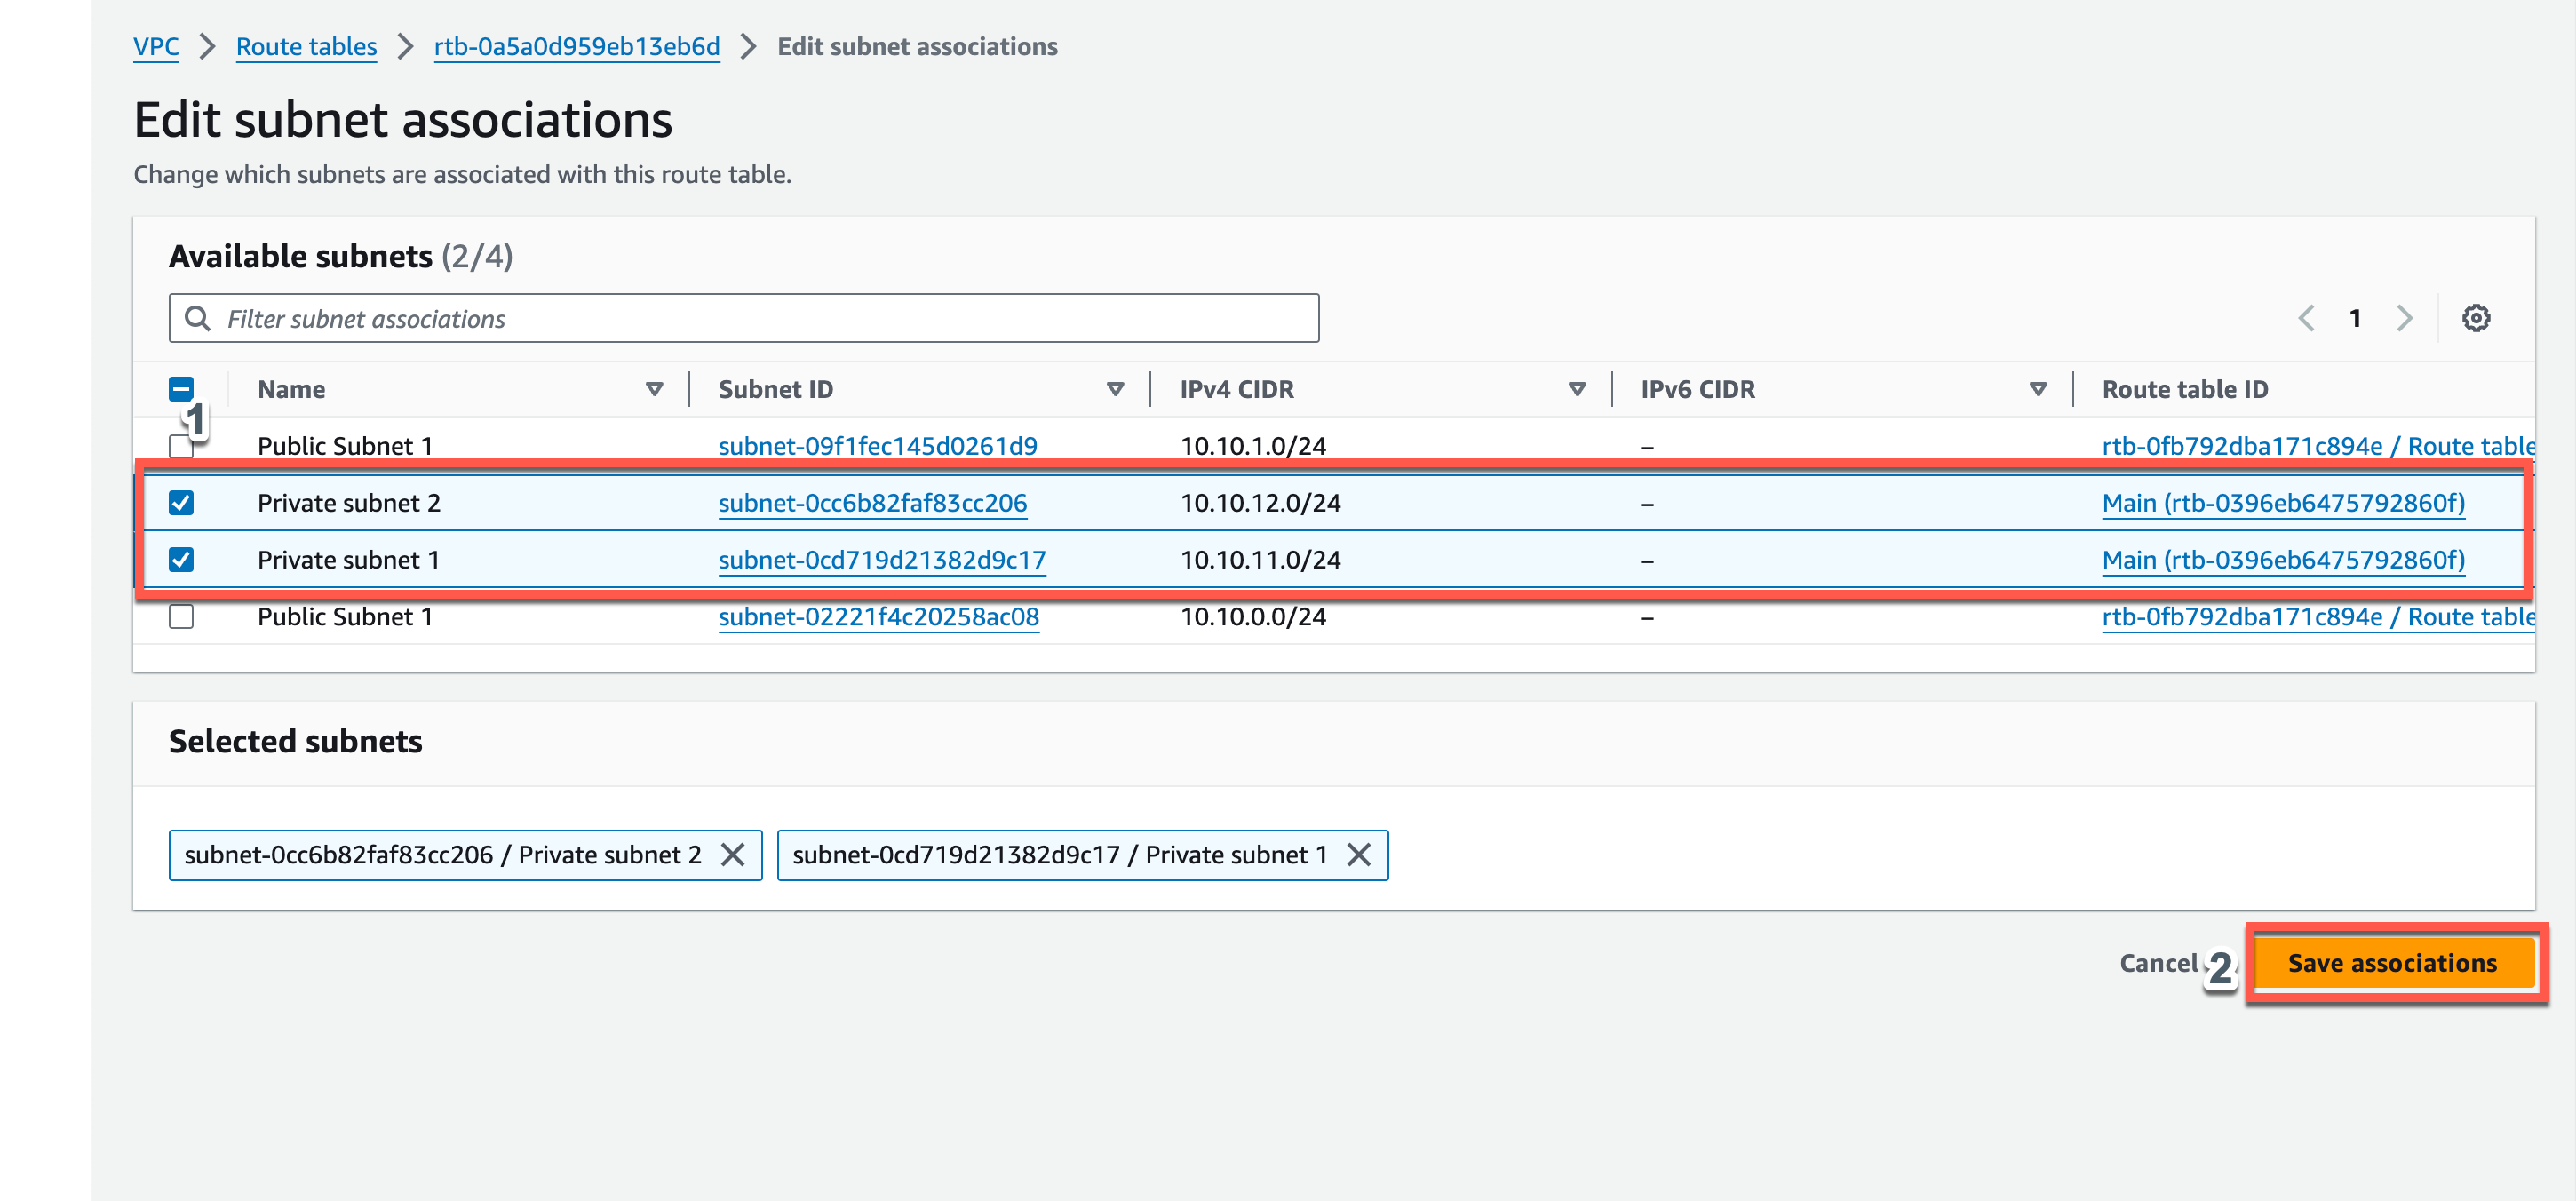 VPC > Route tables > rtb-0a5a0d959eb13eb6d > Edit subnet associations
Edit subnet associations
Change which subnets are associated with this route table.
Available subnets (2/4)
Filter subnet associations
1
Name Subnet ID IPv4 CIDR IPv6 CIDR Route table ID
1
Public Subnet 1 subnet-09f1fec145d0261d9 10.10.1.0/24 – rtb-0fb792dba171c894e / Route table
Private subnet 2 subnet-0cc6b82faf83cc206 10.10.12.0/24 – Main (rtb-0396eb6475792860f)
Private subnet 1 subnet-0cd719d21382d9c17 10.10.11.0/24 – Main (rtb-0396eb6475792860f)
Public Subnet 1 subnet-02221f4c20258ac08 10.10.0.0/24 – rtb-0fb792dba171c894e / Route table
Selected subnets
subnet-0cc6b82faf83cc206 / Private subnet 2 subnet-0cd719d21382d9c17 / Private subnet 1
Cancel 2 Save associations